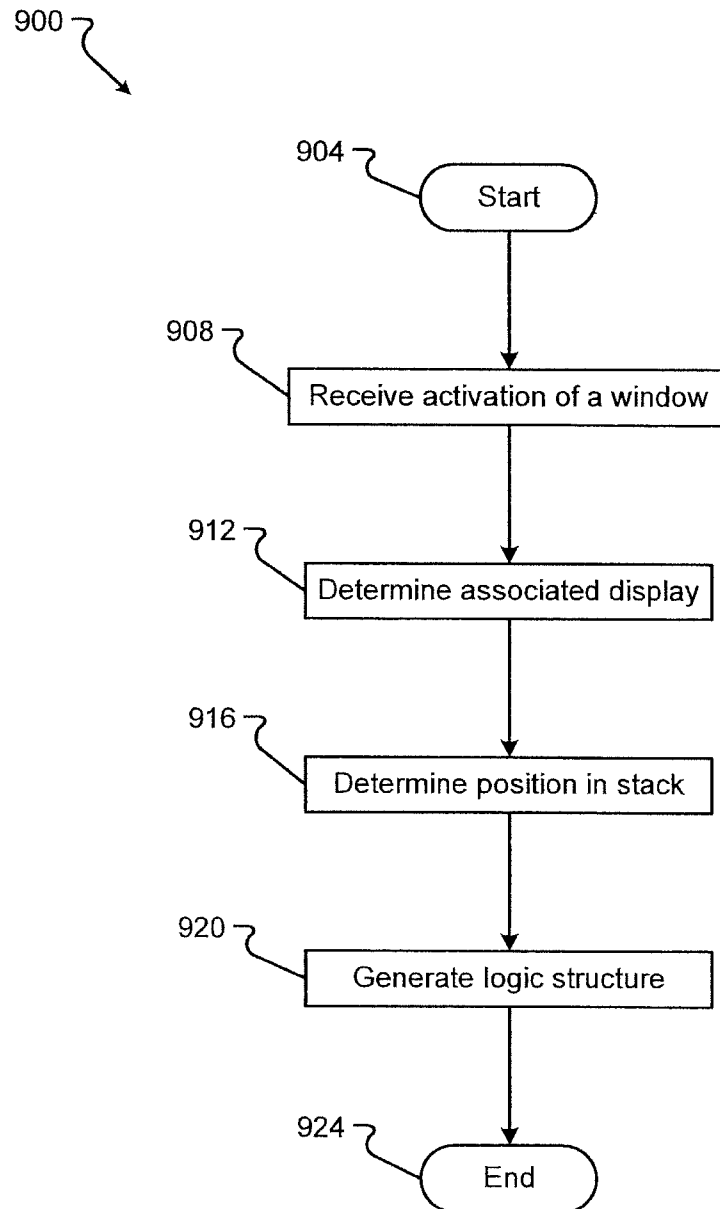 900
904
Start
908
Receive activation of a window
912
Determine associated display
916
Determine position in stack
920
Generate logic structure
924
End